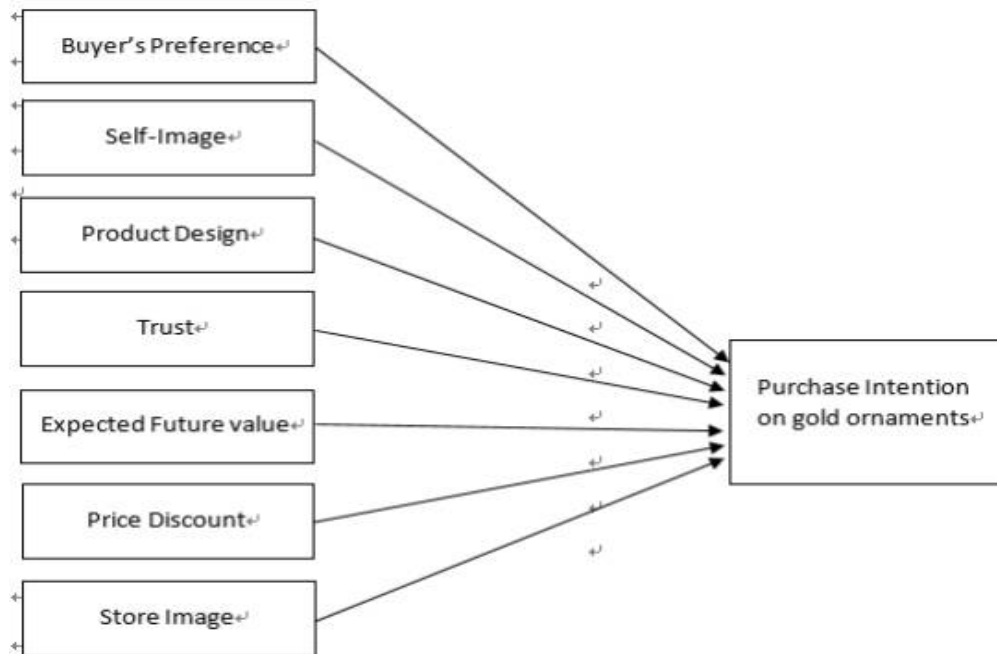 Buyer’s Preference
Self-Image
Product Design
Trust
Expected Future value
Price Discount
Store Image
Purchase Intention
on gold ornaments